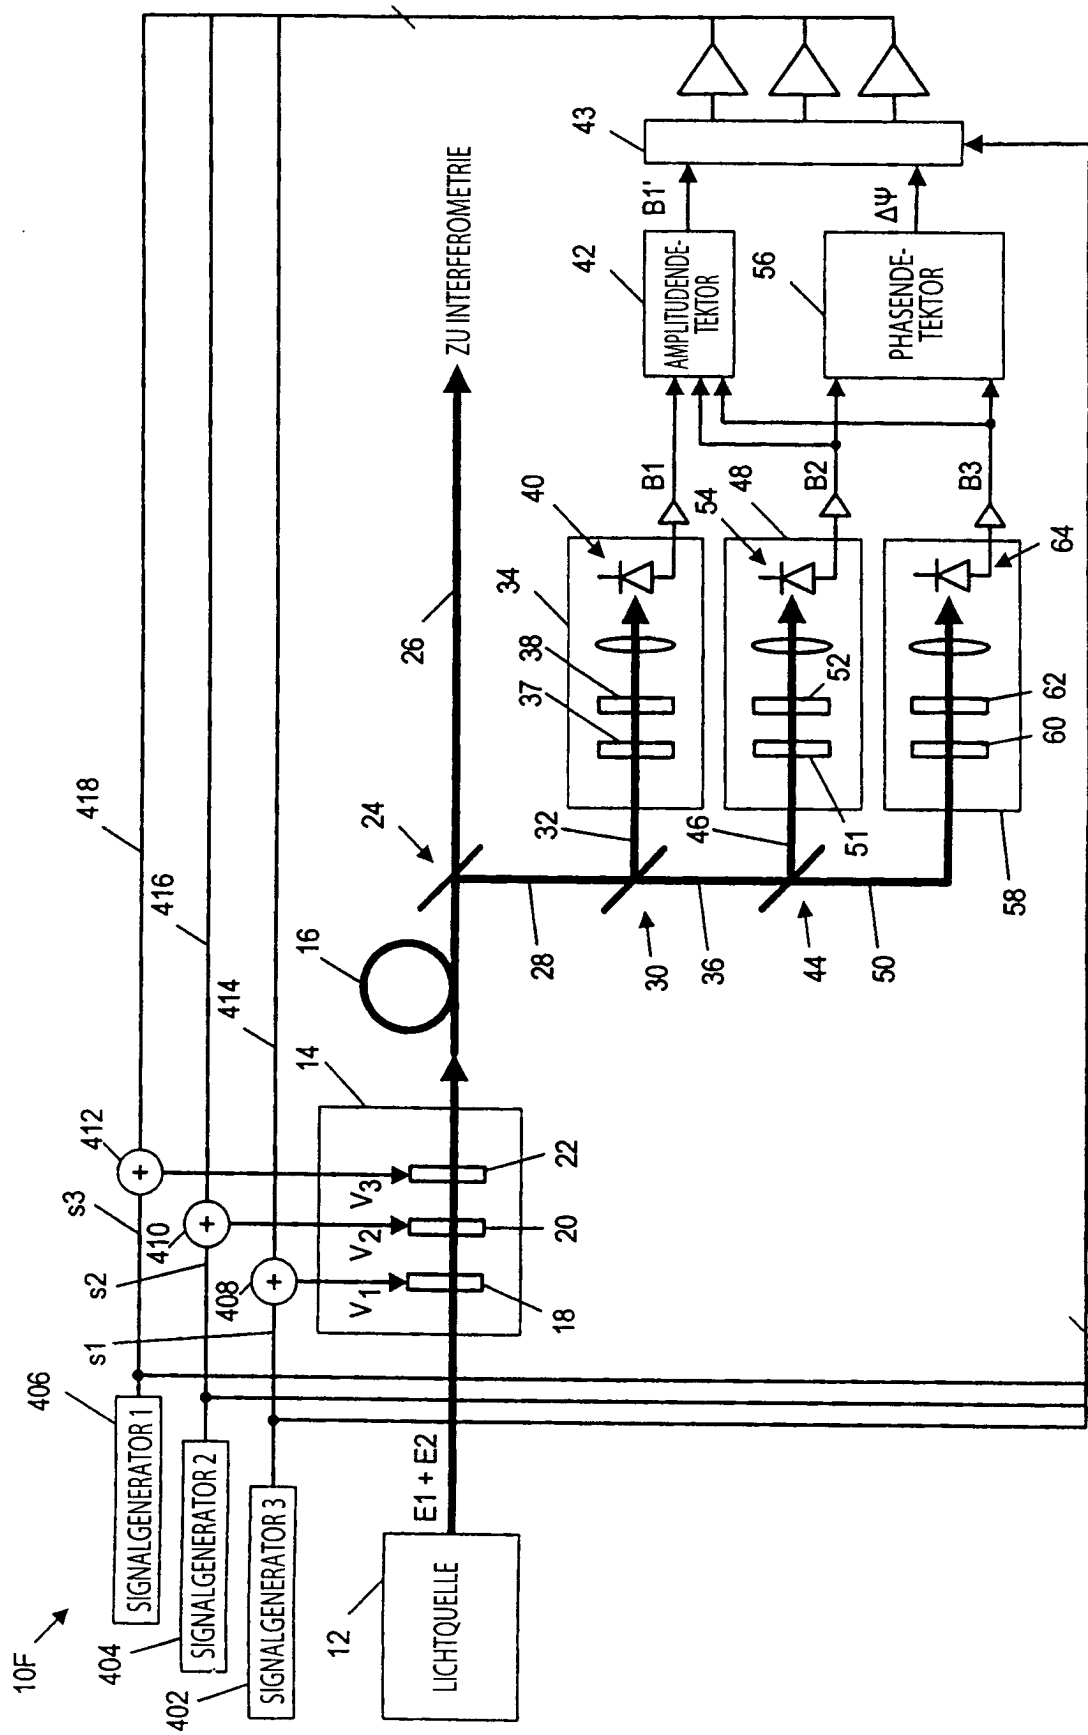 10F
406
SIGNALGENERATOR 1
404
SIGNALGENERATOR 2
402
SIGNALGENERATOR 3
s3
s2
s1
412
410
408
418
416
414
12
LICHTQUELLE
E1 + E2
14
V1
V2
V3
18
20
22
16
24
26
ZU INTERFEROMETRIE
28
30
32
36
44
46
50
34
37
38
40
B1
48
51
52
54
B2
58
60
62
64
B3
42
AMPLITUDENDE-
TEKTOR
B1'
56
PHASENDE-
TEKTOR
ΔΨ
43